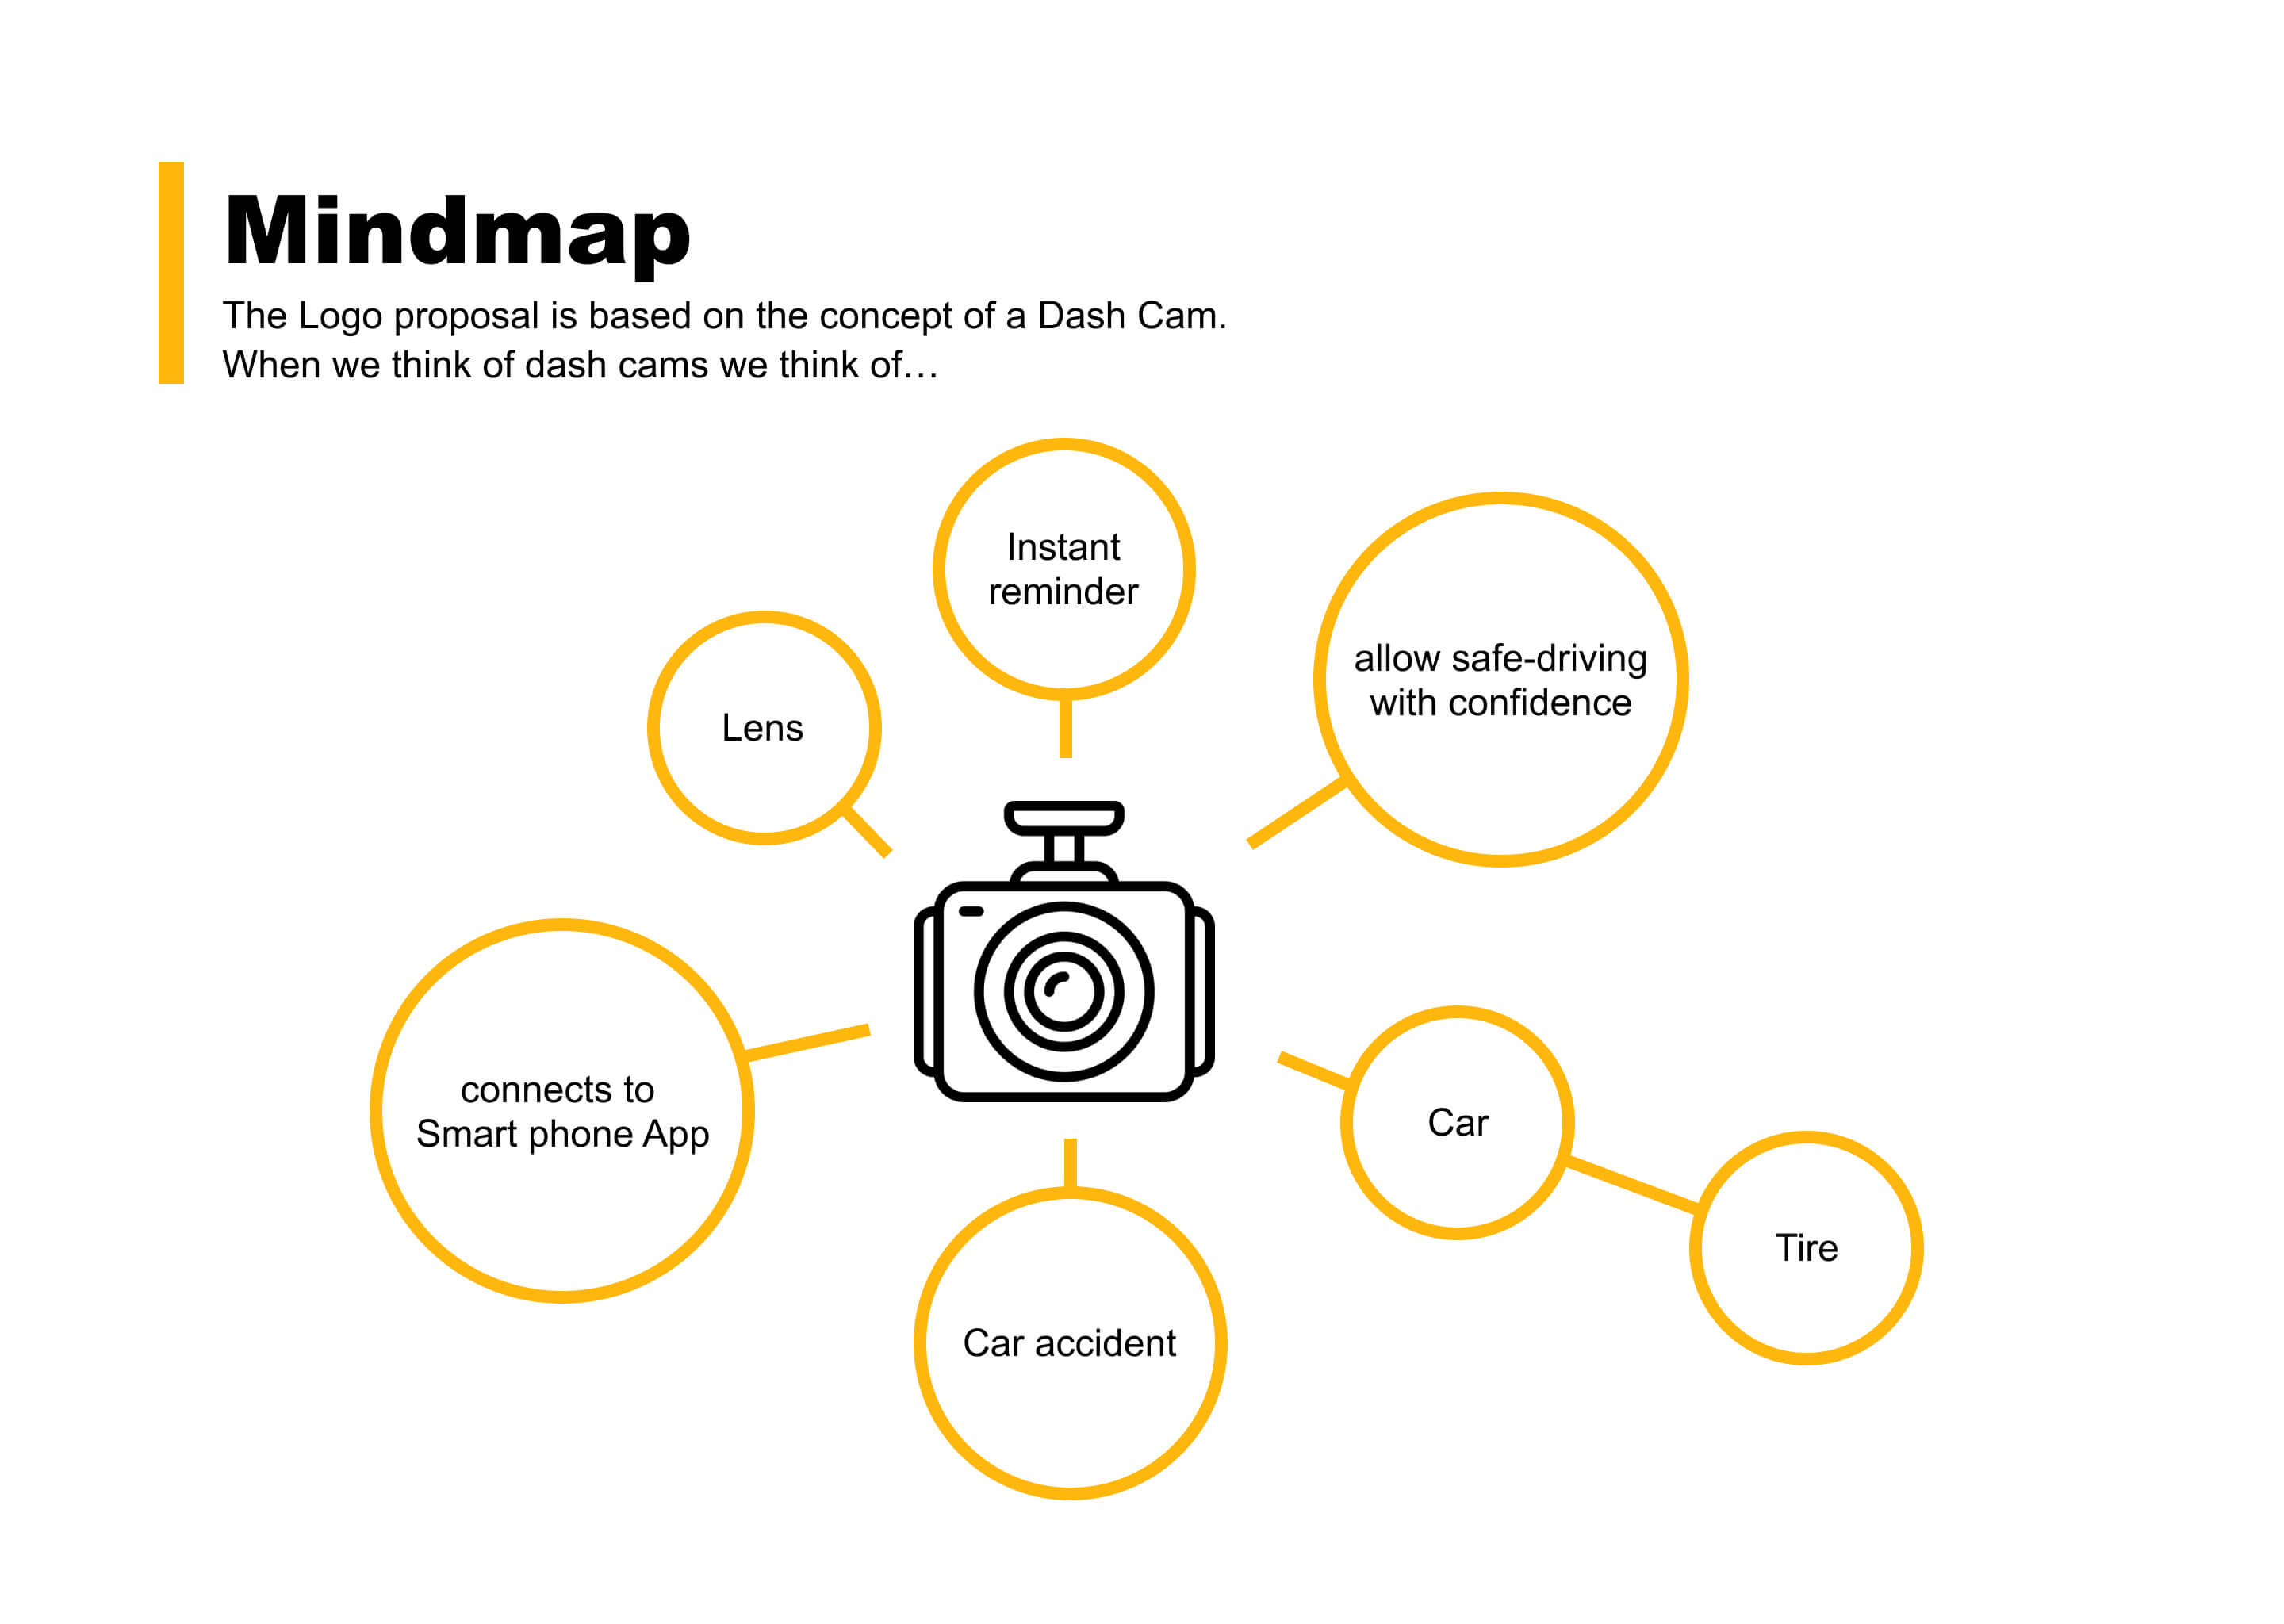 Mindmap
The Logo proposal is based on the concept of a Dash Cam.
When we think of dash cams we think of…
Instant
reminder
allow safe-driving
with confidence
Lens
connects to
Smart phone App
Car
Tire
Car accident